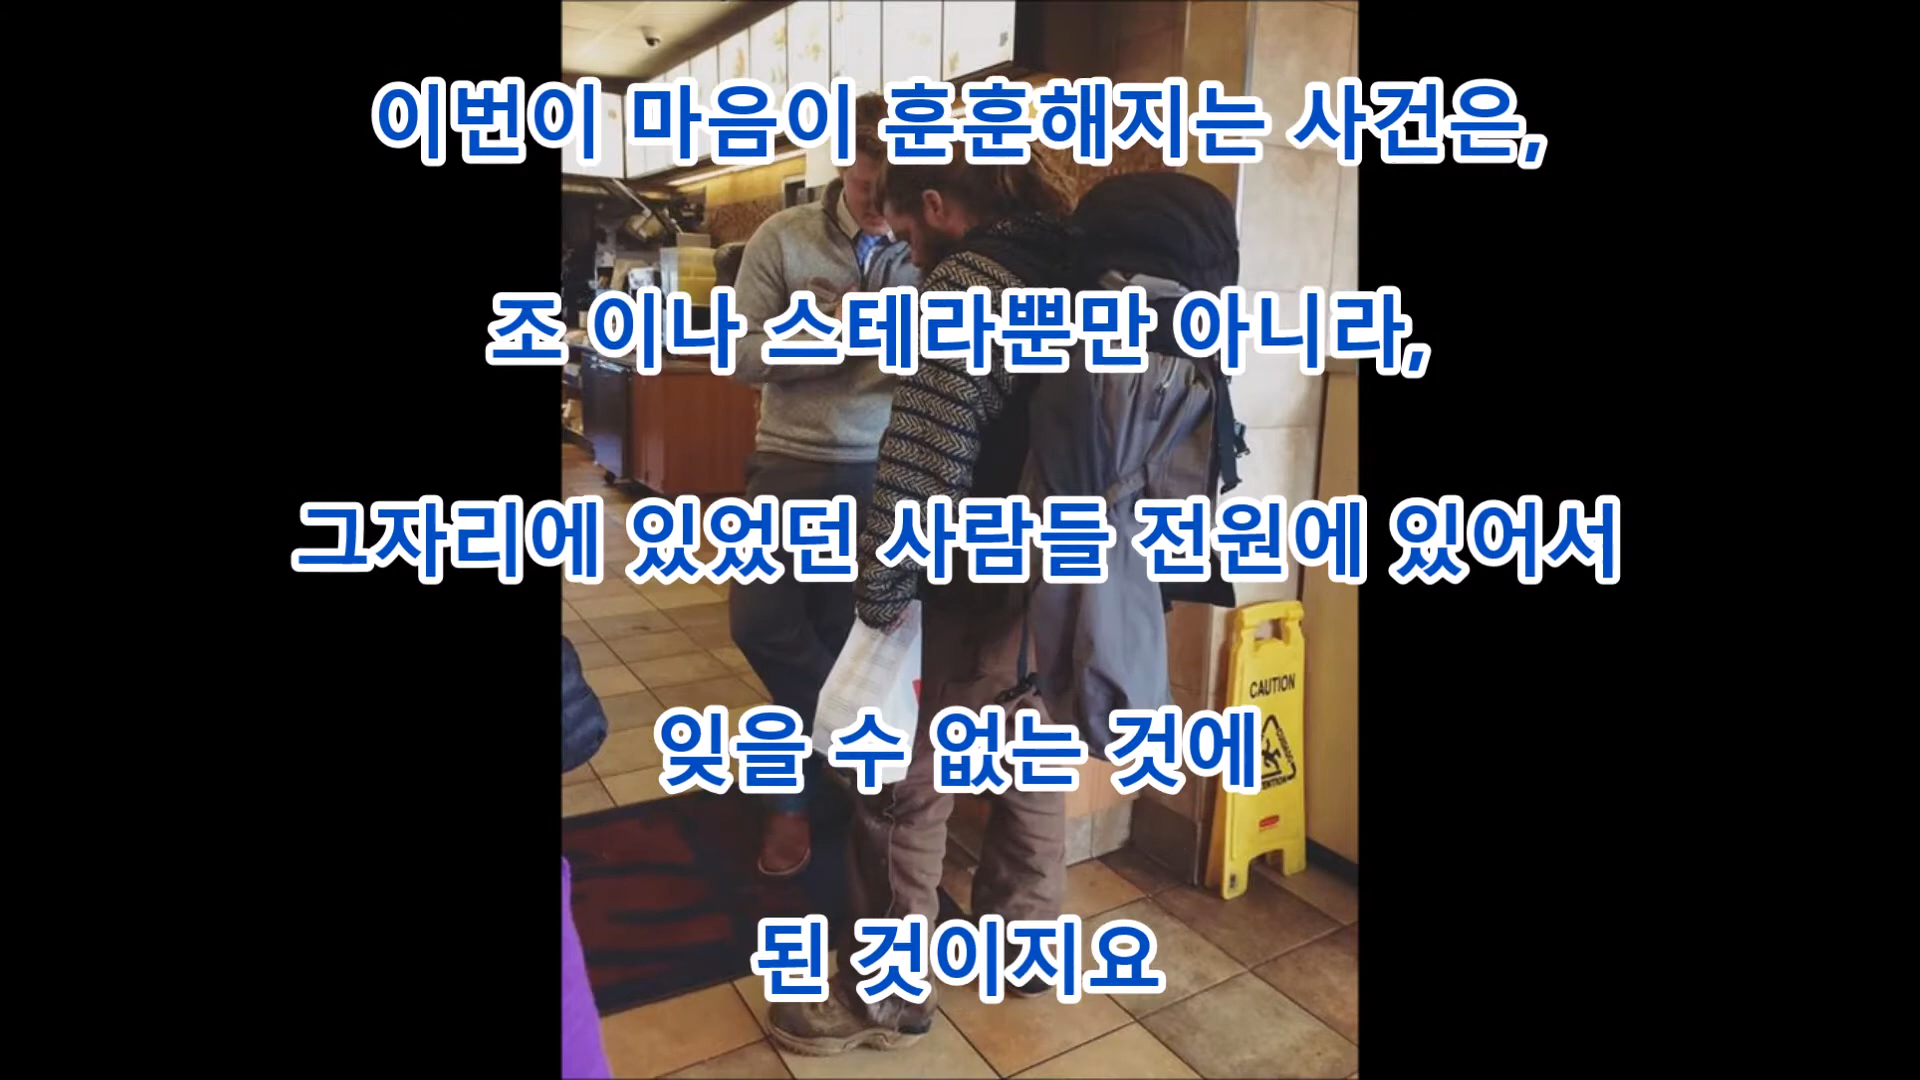 이번이 마음이 훈훈해지는 사건은,
조 이나 스테라뿐만 아니라,
그자리에 있었던 사람들 전원에 있어서
잊을 수 없는 것에
된 것이지요
CAUTION